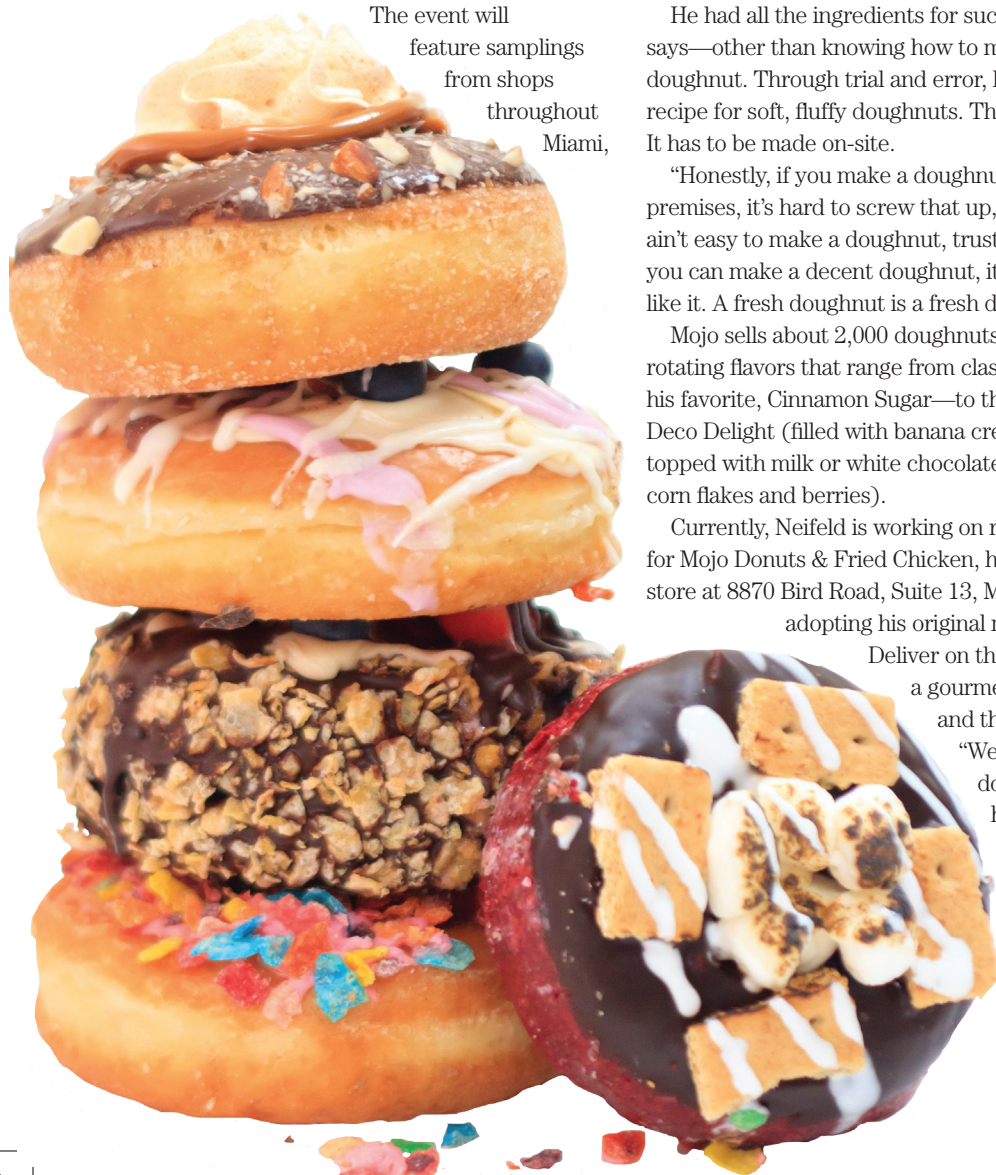 The event will
feature samplings
from shops
throughout
Miami,
He had all the ingredients for suc
says—other than knowing how to m
doughnut. Through trial and error, 
recipe for soft, fluffy doughnuts. Th
It has to be made on-site.
“Honestly, if you make a doughnu
premises, it's hard to screw that up,
ain't easy to make a doughnut, trust
you can make a decent doughnut, it
like it. A fresh doughnut is a fresh d
Mojo sells about 2,000 doughnuts
rotating flavors that range from clas
his favorite, Cinnamon Sugar—to th
Deco Delight (filled with banana cre
topped with milk or white chocolate
corn flakes and berries).
Currently, Neifeld is working on
for Mojo Donuts & Fried Chicken, h
store at 8870 Bird Road, Suite 13, M
adopting his original
Deliver on th
a gourme
and th
“We
do